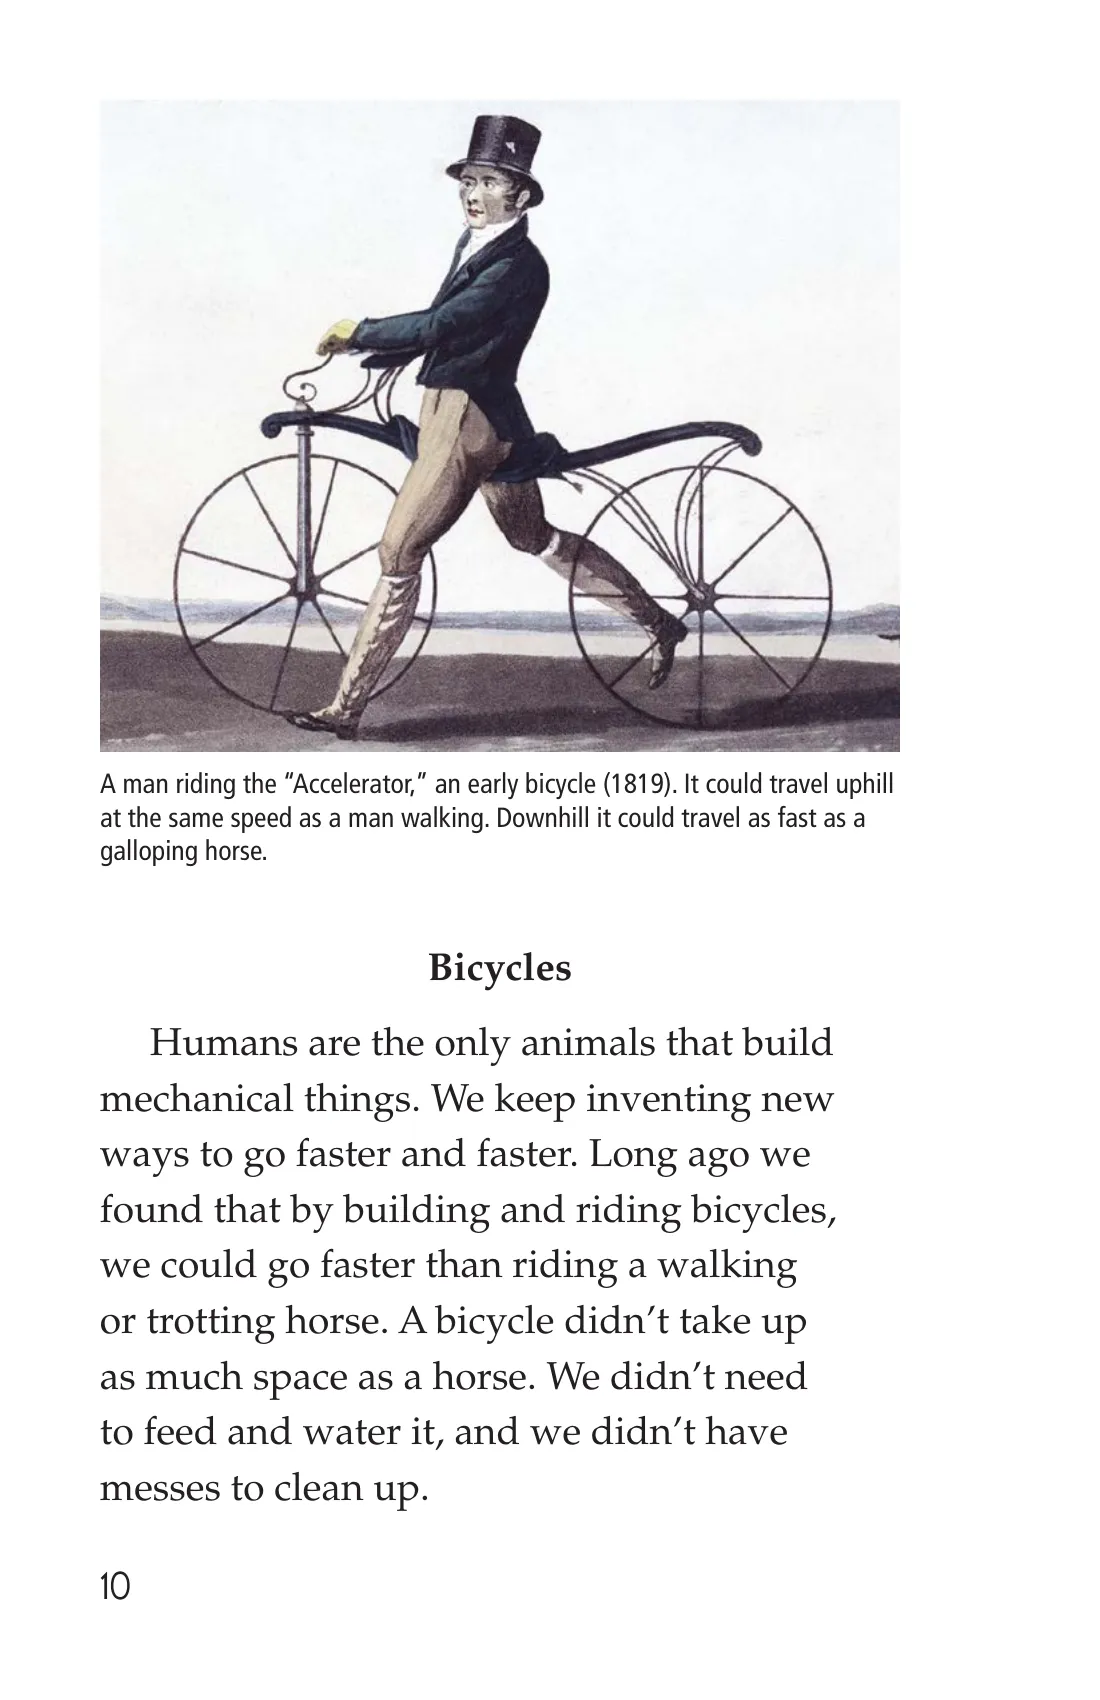 A man riding the “Accelerator,” an early bicycle (1819). It could travel uphill
at the same speed as a man walking. Downhill it could travel as fast as a
galloping horse.
Bicycles
Humans are the only animals that build
mechanical things. We keep inventing new
ways to go faster and faster. Long ago we
found that by building and riding bicycles,
we could go faster than riding a walking
or trotting horse. A bicycle didn’t take up
as much space as a horse. We didn’t need
to feed and water it, and we didn’t have
messes to clean up.
10